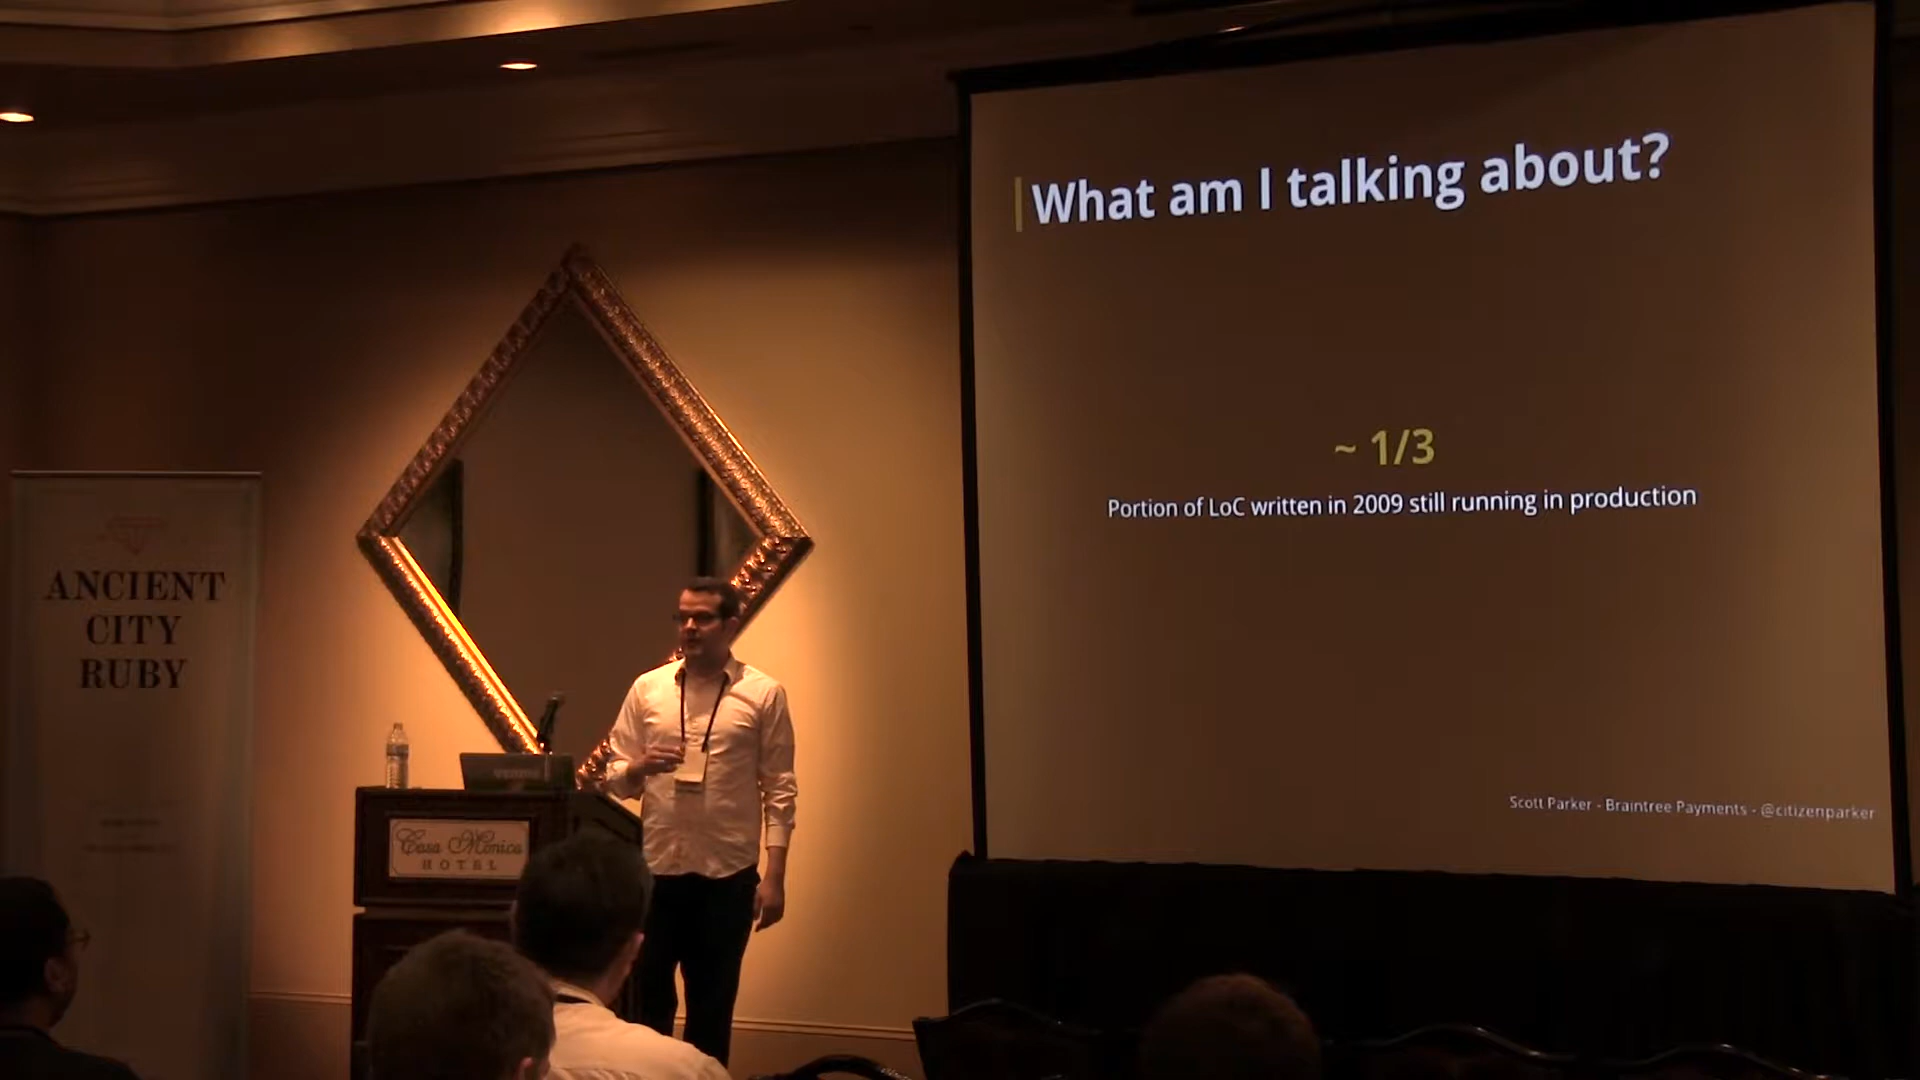 What am I talking about?
~ 1/3
Portion of LoC written in 2009 still running in production
Scott Parker - Braintree Payments - @citizenparker
ANCIENT
CITY
RUBY
Casa Monica
HOTEL